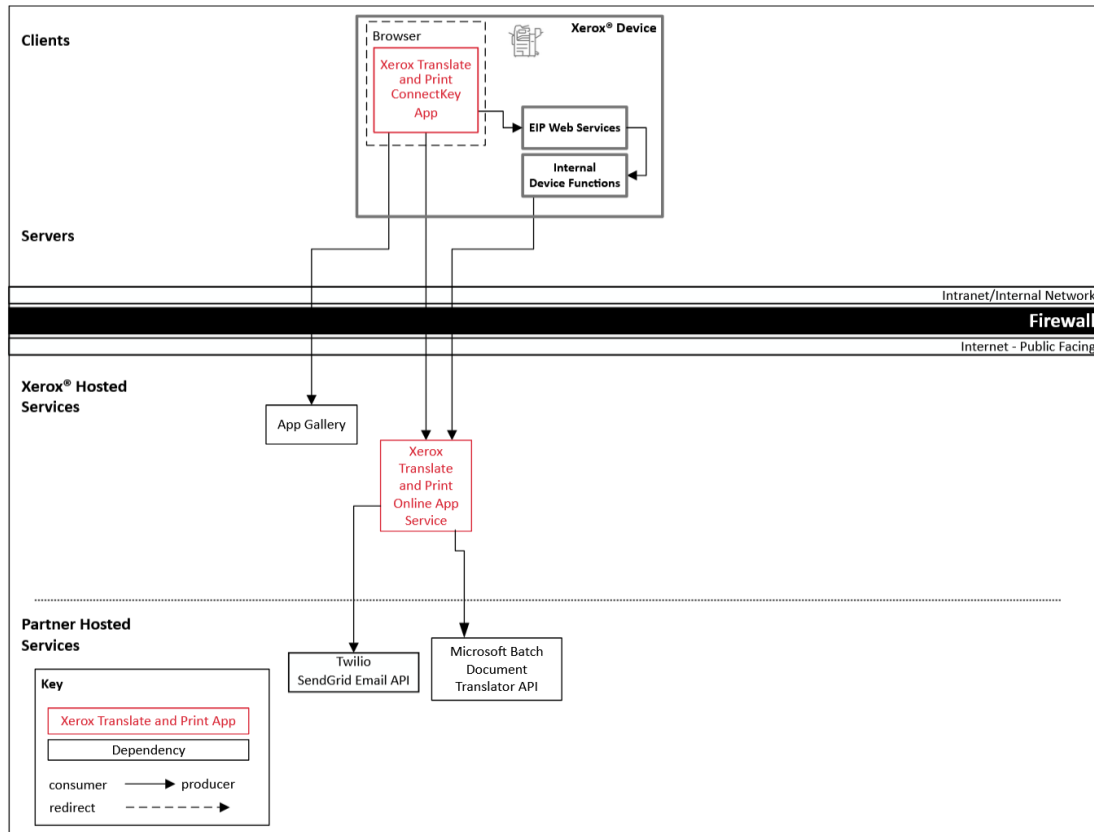 Clients
Browser
Xerox® Device
Xerox Translate
and Print
ConnectKey
App
EIP Web Services
Internal
Device Functions
Servers
Intranet/Internal Network
Firewall
Internet - Public Facing
Xerox® Hosted
Services
App Gallery
Xerox
Translate
and Print
Online App
Service
Partner Hosted
Services
Twilio
SendGrid Email API
Microsoft Batch
Document
Translator API
Key
Xerox Translate and Print App
Dependency
consumer producer
redirect